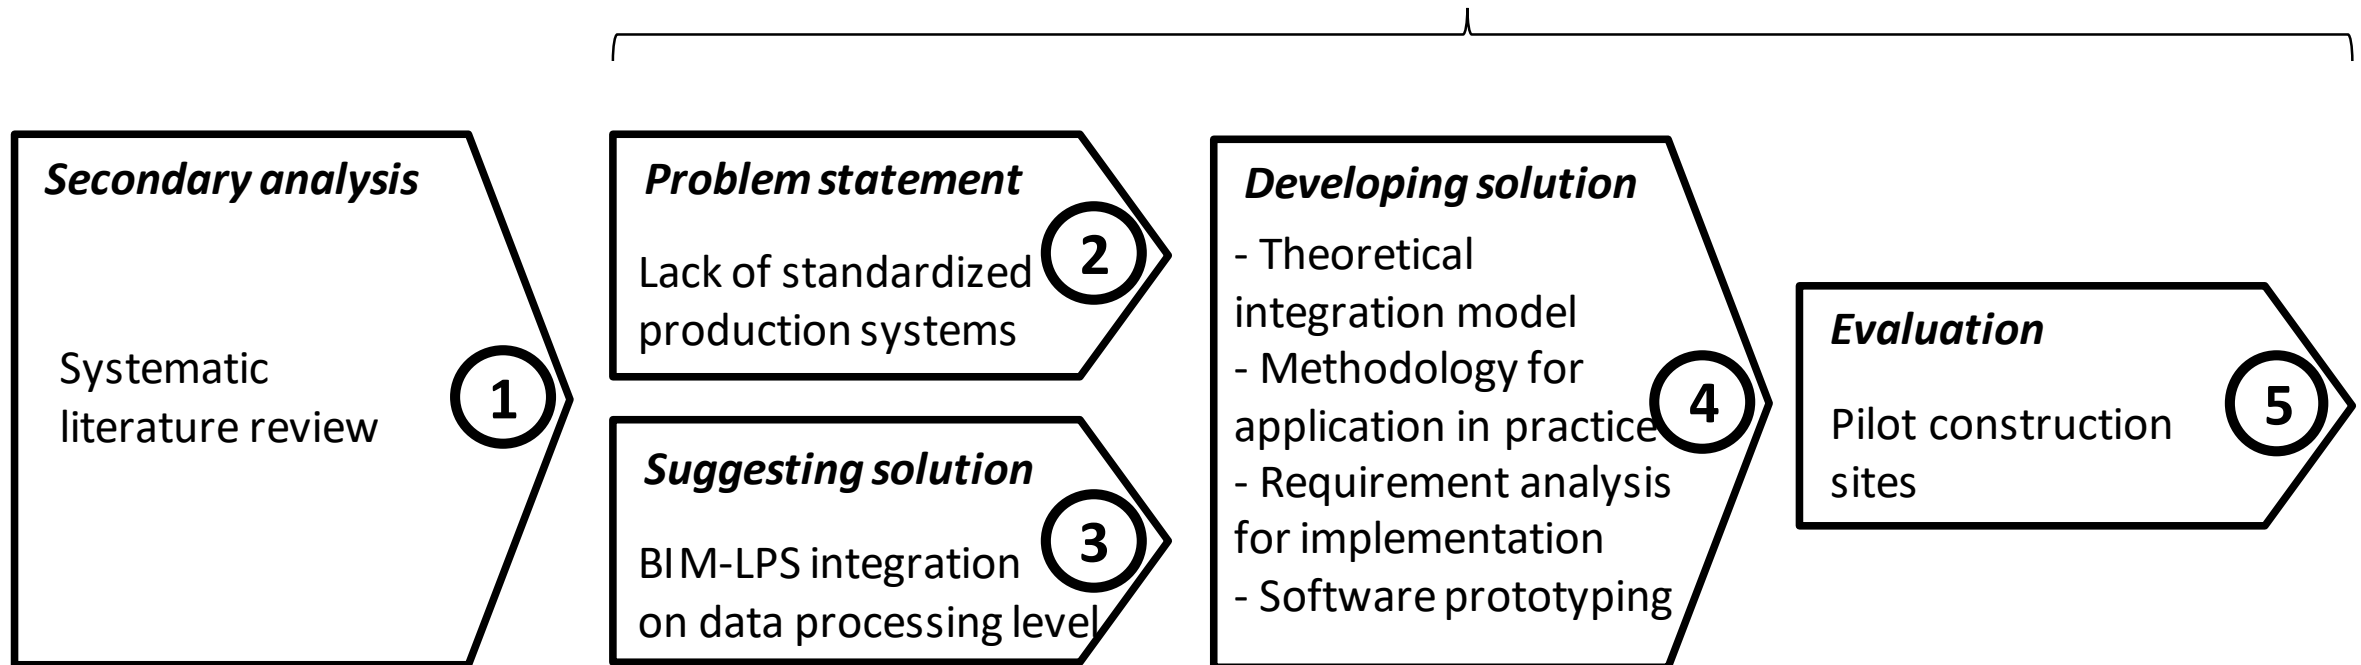 Secondary analysis
Systematic
literature review
1
Problem statement
Lack of standardized
production systems
2
Suggesting solution
BIM-LPS integration
on data processing level
3
Developing solution
- Theoretical
integration model
- Methodology for
application in practice
- Requirement analysis
for implementation
- Software prototyping
4
Evaluation
Pilot construction
sites
5